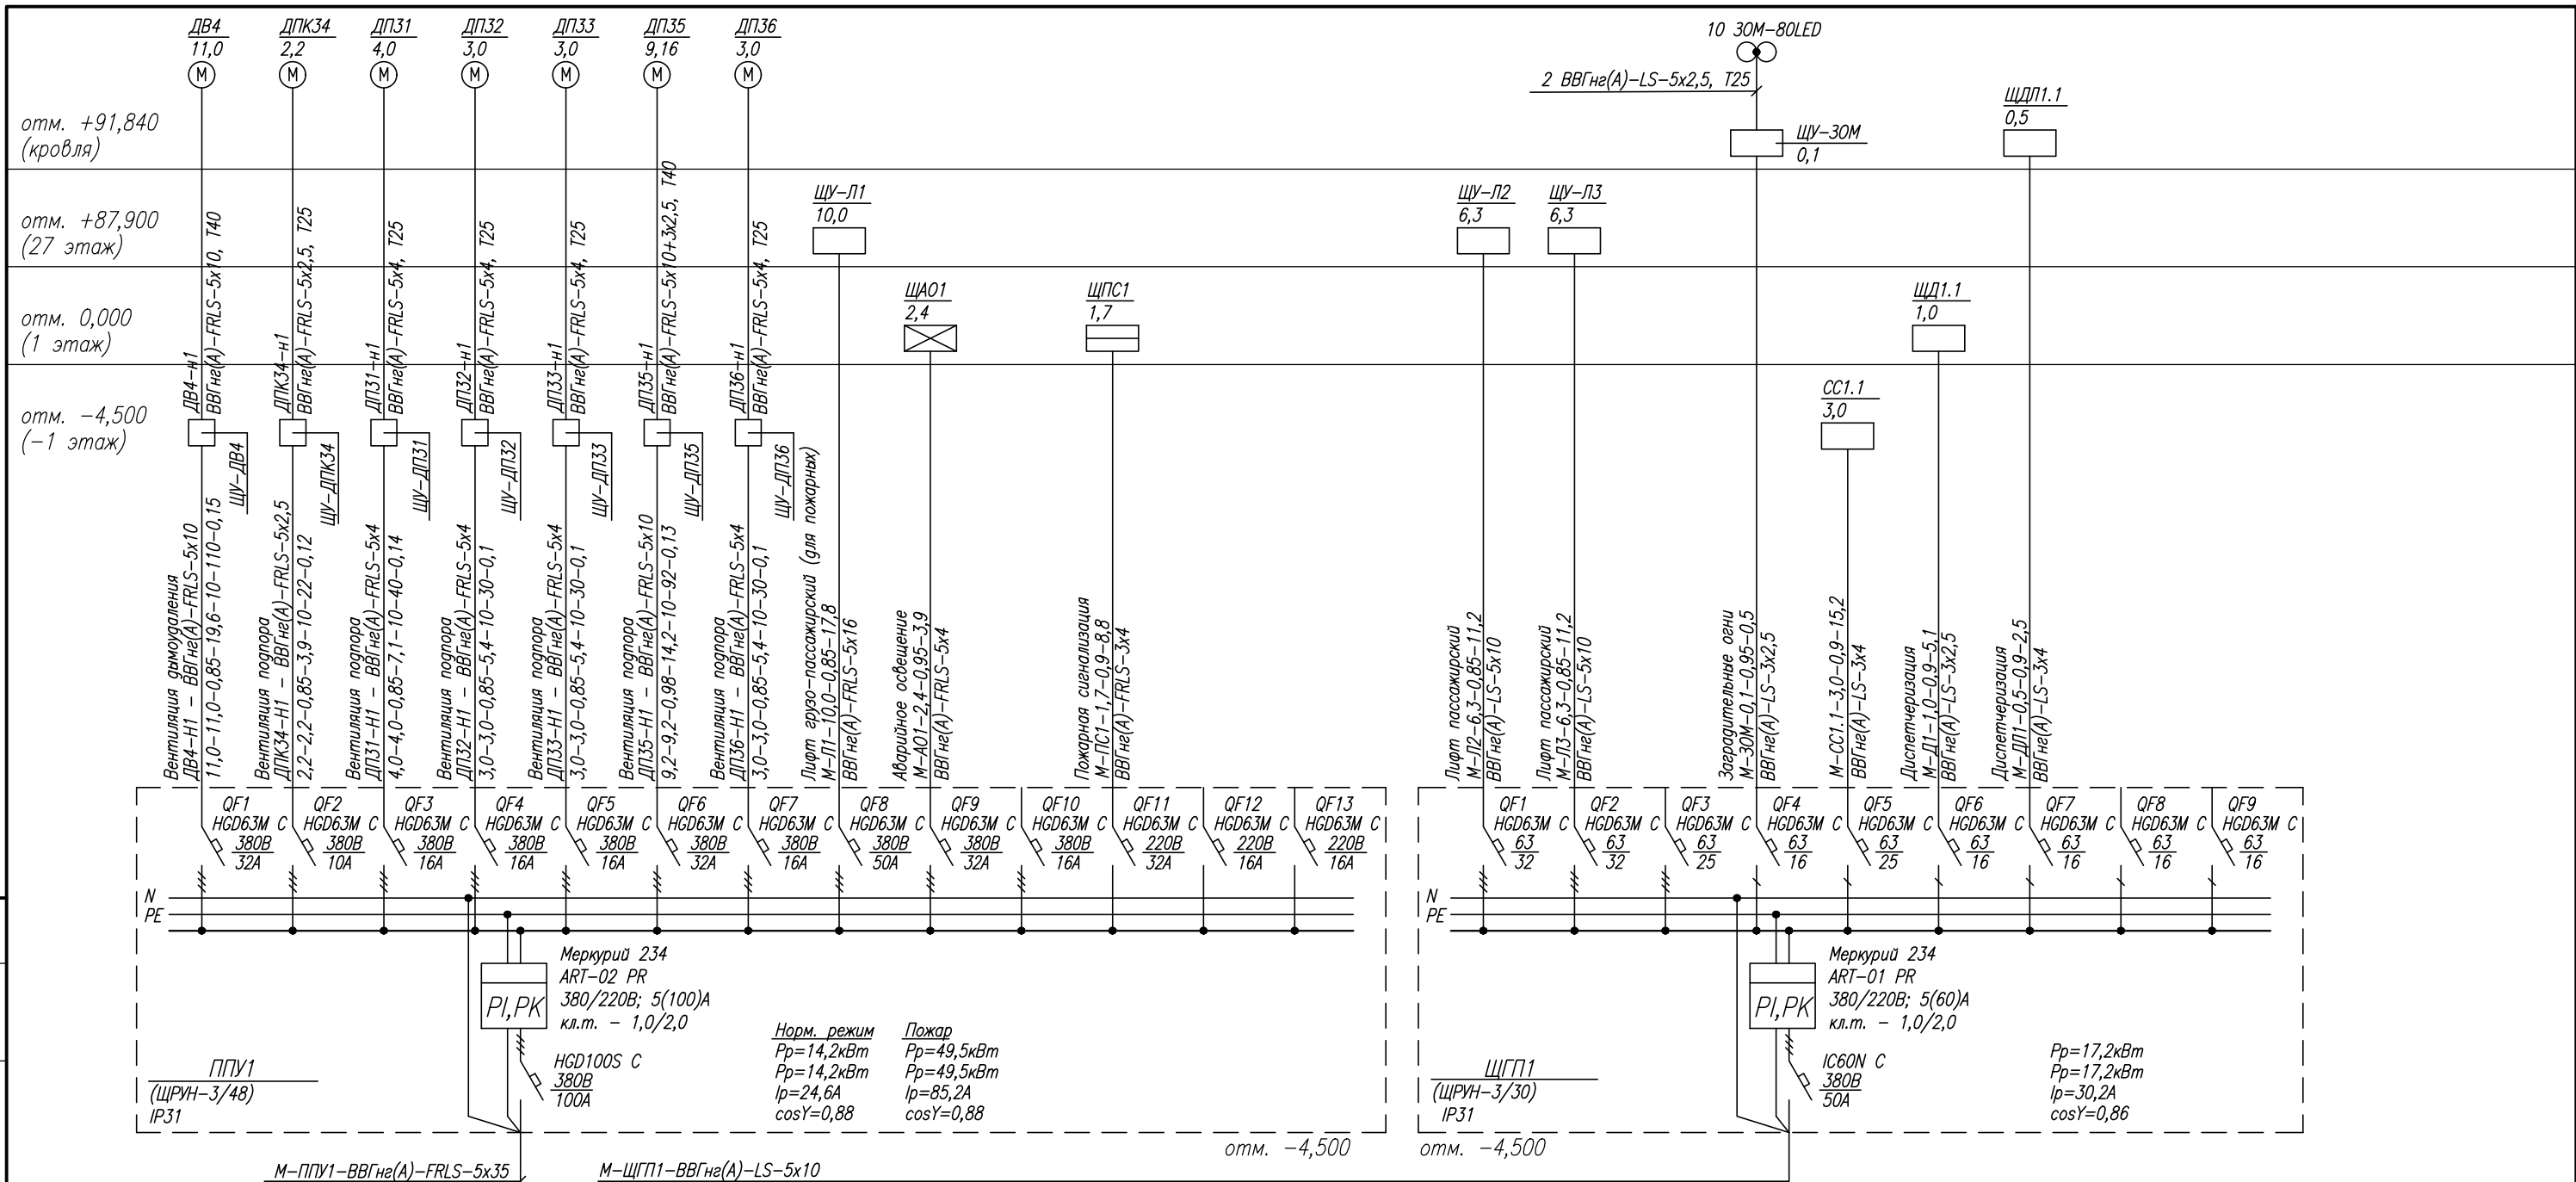 ДВ4
11,0
М
ДПК34
2,2
М
ДП31
4,0
М
ДП32
3,0
М
ДП33
3,0
М
ДП35
9,16
М
ДП36
3,0
М
10 ЗОМ-80LED
2 ВВГнг(А)-LS-5х2,5, Т25
ЩУ-ЗОМ
0,1
ЩДЛ1.1
0,5
отм. +91,840
(кровля)
отм. +87,900
(27 этаж)
отм. 0,000
(1 этаж)
отм. -4,500
(-1 этаж)
ЩУ-Л1
10,0
ЩУ-Л2
6,3
ЩУ-Л3
6,3
ЩАО1
2,4
ЩПС1
1,7
ЩД1.1
1,0
СС1.1
3,0
ДВ4-н1
ВВГнг(А)-FRLS-5х10, Т40
ДПК34-н1
ВВГнг(А)-FRLS-5х2,5, Т25
ДП31-н1
ВВГнг(А)-FRLS-5х4, Т25
ДП32-н1
ВВГнг(А)-FRLS-5х4, Т25
ДП33-н1
ВВГнг(А)-FRLS-5х4, Т25
ДП35-н1
ВВГнг(А)-FRLS-5х10+3х2,5, Т40
ДП36-н1
ВВГнг(А)-FRLS-5х4, Т25
ЩУ-ДВ4
ЩУ-ДПК34
ЩУ-ДП31
ЩУ-ДП32
ЩУ-ДП33
ЩУ-ДП35
ЩУ-ДП36
Вентиляция дымоудаления
ДВ4-Н1 - ВВГнг(А)-FRLS-5х10
11,0-11,0-0,85-19,6-10-110-0,15
Вентиляция подпора
ДПК34-Н1 - ВВГнг(А)-FRLS-5х2,5
2,2-2,2-0,85-3,9-10-22-0,12
Вентиляция подпора
ДП31-Н1 - ВВГнг(А)-FRLS-5х4
4,0-4,0-0,85-7,1-10-40-0,14
Вентиляция подпора
ДП32-Н1 - ВВГнг(А)-FRLS-5х4
3,0-3,0-0,85-5,4-10-30-0,1
Вентиляция подпора
ДП33-Н1 - ВВГнг(А)-FRLS-5х4
3,0-3,0-0,85-5,4-10-30-0,1
Вентиляция подпора
ДП35-Н1 - ВВГнг(А)-FRLS-5х10
9,2-9,2-0,98-14,2-10-92-0,13
Вентиляция подпора
ДП36-Н1 - ВВГнг(А)-FRLS-5х4
3,0-3,0-0,85-5,4-10-30-0,1
Лифт грузо-пассажирский (для пожарных)
М-Л1-10,0-0,85-17,8
ВВГнг(А)-FRLS-5х16
Аварийное освещение
М-АО1-2,4-0,95-3,9
ВВГнг(А)-FRLS-5х4
Пожарная сигнализация
М-ПС1-1,7-0,9-8,8
ВВГнг(А)-FRLS-3х4
Лифт пассажирский
М-Л2-6,3-0,85-11,2
ВВГнг(А)-LS-5х10
Лифт пассажирский
М-Л3-6,3-0,85-11,2
ВВГнг(А)-LS-5х10
Заградительные огни
М-ЗОМ-0,1-0,95-0,5
ВВГнг(А)-LS-3х2,5
М-СС1.1-3,0-0,9-15,2
ВВГнг(А)-LS-3х4
Диспетчеризация
М-Д1-1,0-0,9-5,1
ВВГнг(А)-LS-3х2,5
Диспетчеризация
М-ДЛ1-0,5-0,9-2,5
ВВГнг(А)-LS-3х4
QF1
HGD63M C
380В
32А
QF2
HGD63M C
380В
10А
QF3
HGD63M C
380В
16А
QF4
HGD63M C
380В
16А
QF5
HGD63M C
380В
16А
QF6
HGD63M C
380В
32А
QF7
HGD63M C
380В
16А
QF8
HGD63M C
380В
50А
QF9
HGD63M C
380В
32А
QF10
HGD63M C
380В
16А
QF11
HGD63M C
220В
32А
QF12
HGD63M C
220В
16А
QF13
HGD63M C
220В
16А
QF1
HGD63M C
63
32
QF2
HGD63M C
63
32
QF3
HGD63M C
63
25
QF4
HGD63M C
63
16
QF5
HGD63M C
63
25
QF6
HGD63M C
63
16
QF7
HGD63M C
63
16
QF8
HGD63M C
63
16
QF9
HGD63M C
63
16
N
PE
N
PE
Меркурий 234
ART-02 PR
380/220В; 5(100)А
кл.т. - 1,0/2,0
PI,PK
HGD100S C
380В
100А
Норм. режим
Рр=14,2кВт
Рр=14,2кВт
Ip=24,6А
cosY=0,88
Пожар
Рр=49,5кВт
Рр=49,5кВт
Ip=85,2А
cosY=0,88
ППУ1
(ЩРУН-3/48)
IP31
отм. -4,500
М-ППУ1-ВВГнг(А)-FRLS-5х35
Меркурий 234
ART-01 PR
380/220В; 5(60)А
кл.т. - 1,0/2,0
PI,PK
IC60N C
380В
50А
Рр=17,2кВт
Рр=17,2кВт
Ip=30,2А
cosY=0,86
ЩГП1
(ЩРУН-3/30)
IP31
отм. -4,500
М-ЩГП1-ВВГнг(А)-LS-5х10